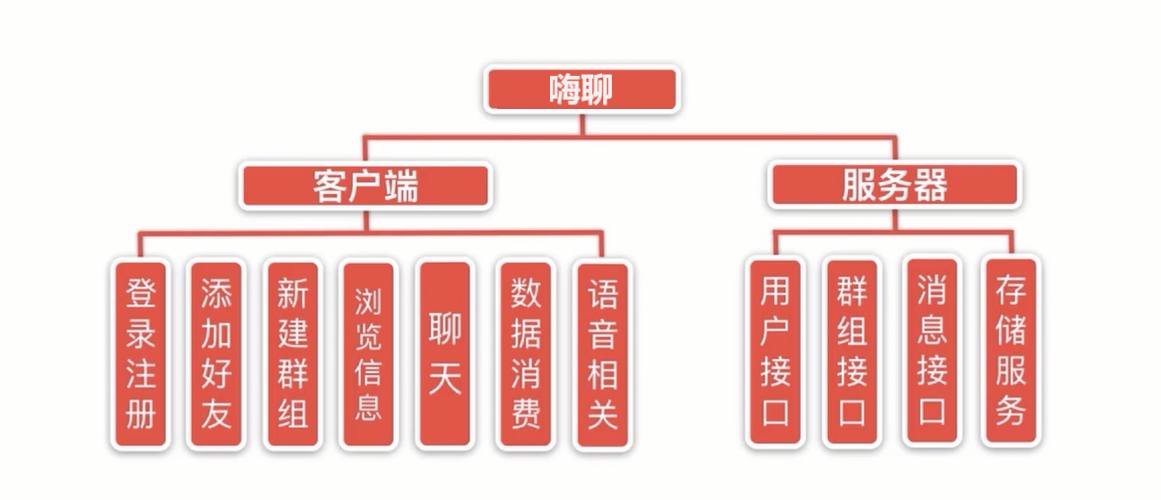 嗨聊
客户端
服务器
登录注册
添加好友
新建群组
浏览信息
聊天
数据消费
语音相关
用户接口
群组接口
消息接口
存储服务